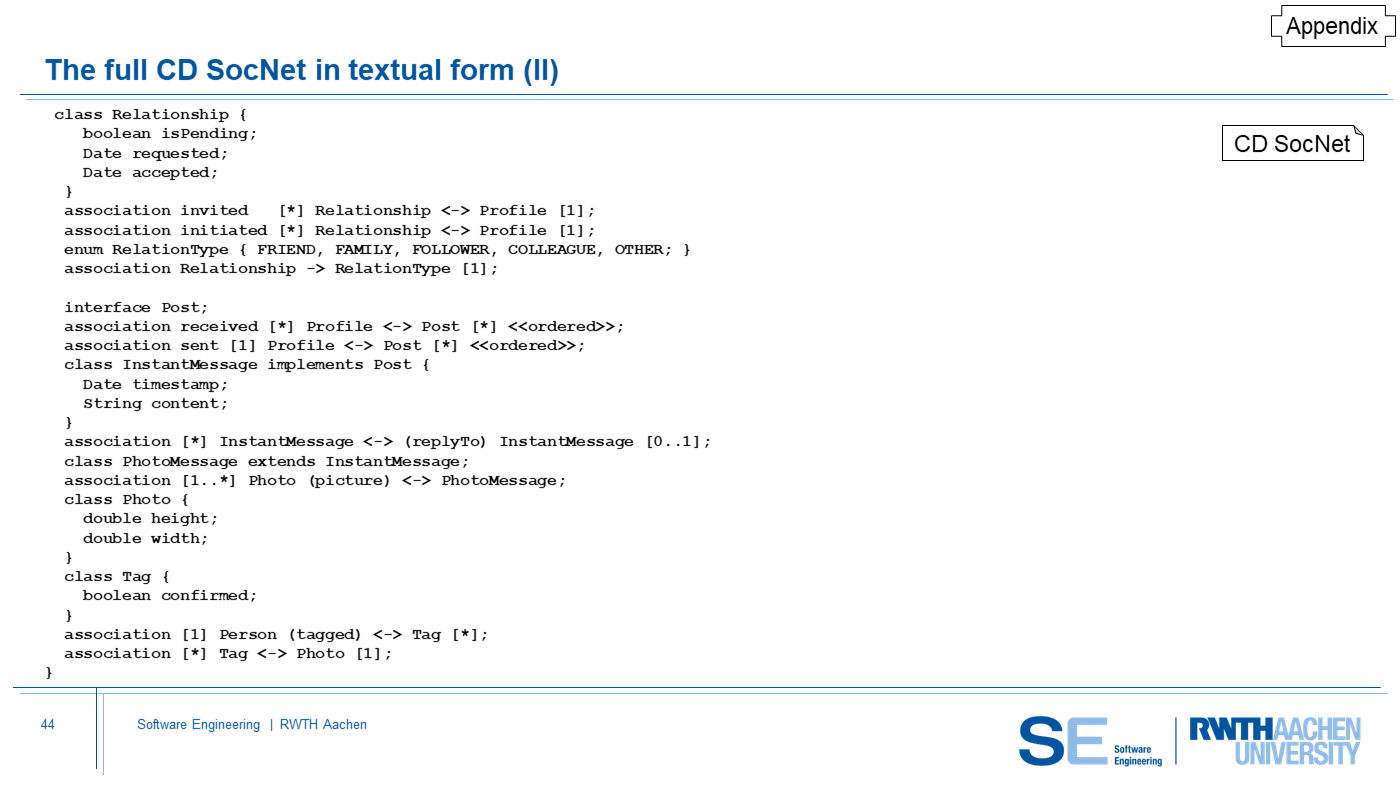 Appendix
The full CD SocNet in textual form (II)
CD SocNet
class Relationship {
boolean isPending;
Date requested;
Date accepted;
}
association invited [*] Relationship <-> Profile [1];
association initiated [*] Relationship <-> Profile [1];
enum RelationType { FRIEND, FAMILY, FOLLOWER, COLLEAGUE, OTHER; }
association Relationship -> RelationType [1];
interface Post;
association received [*] Profile <-> Post [*] <<ordered>>;
association sent [1] Profile <-> Post [*] <<ordered>>;
class InstantMessage implements Post {
Date timestamp;
String content;
}
association [*] InstantMessage <-> (replyTo) InstantMessage [0..1];
class PhotoMessage extends InstantMessage;
association [1..*] Photo (picture) <-> PhotoMessage;
class Photo {
double height;
double width;
}
class Tag {
boolean confirmed;
}
association [1] Person (tagged) <-> Tag [*];
association [*] Tag <-> Photo [1];
}
44
Software Engineering | RWTH Aachen
SE Software
Engineering
RWTHAACHEN
UNIVERSITY